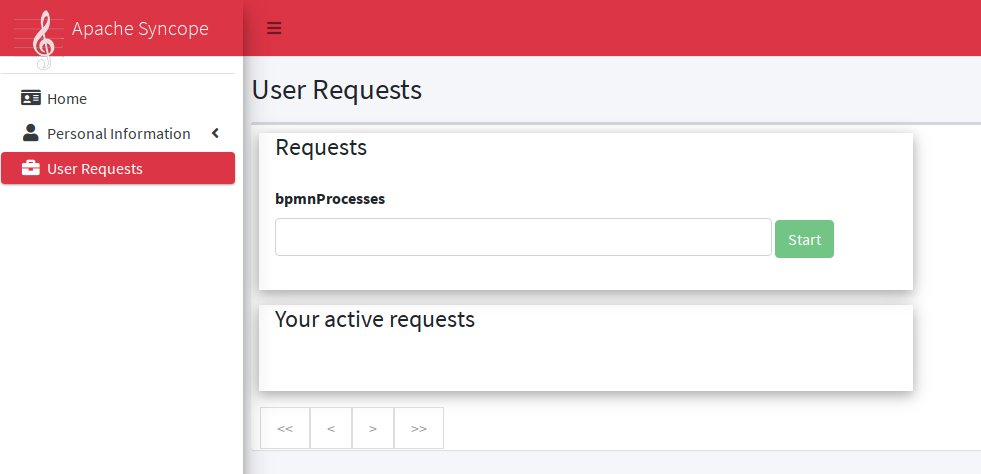 Apache Syncope
Home
Personal Information
User Requests
User Requests
Requests
bpmnProcesses
Start
Your active requests
<< < > >>